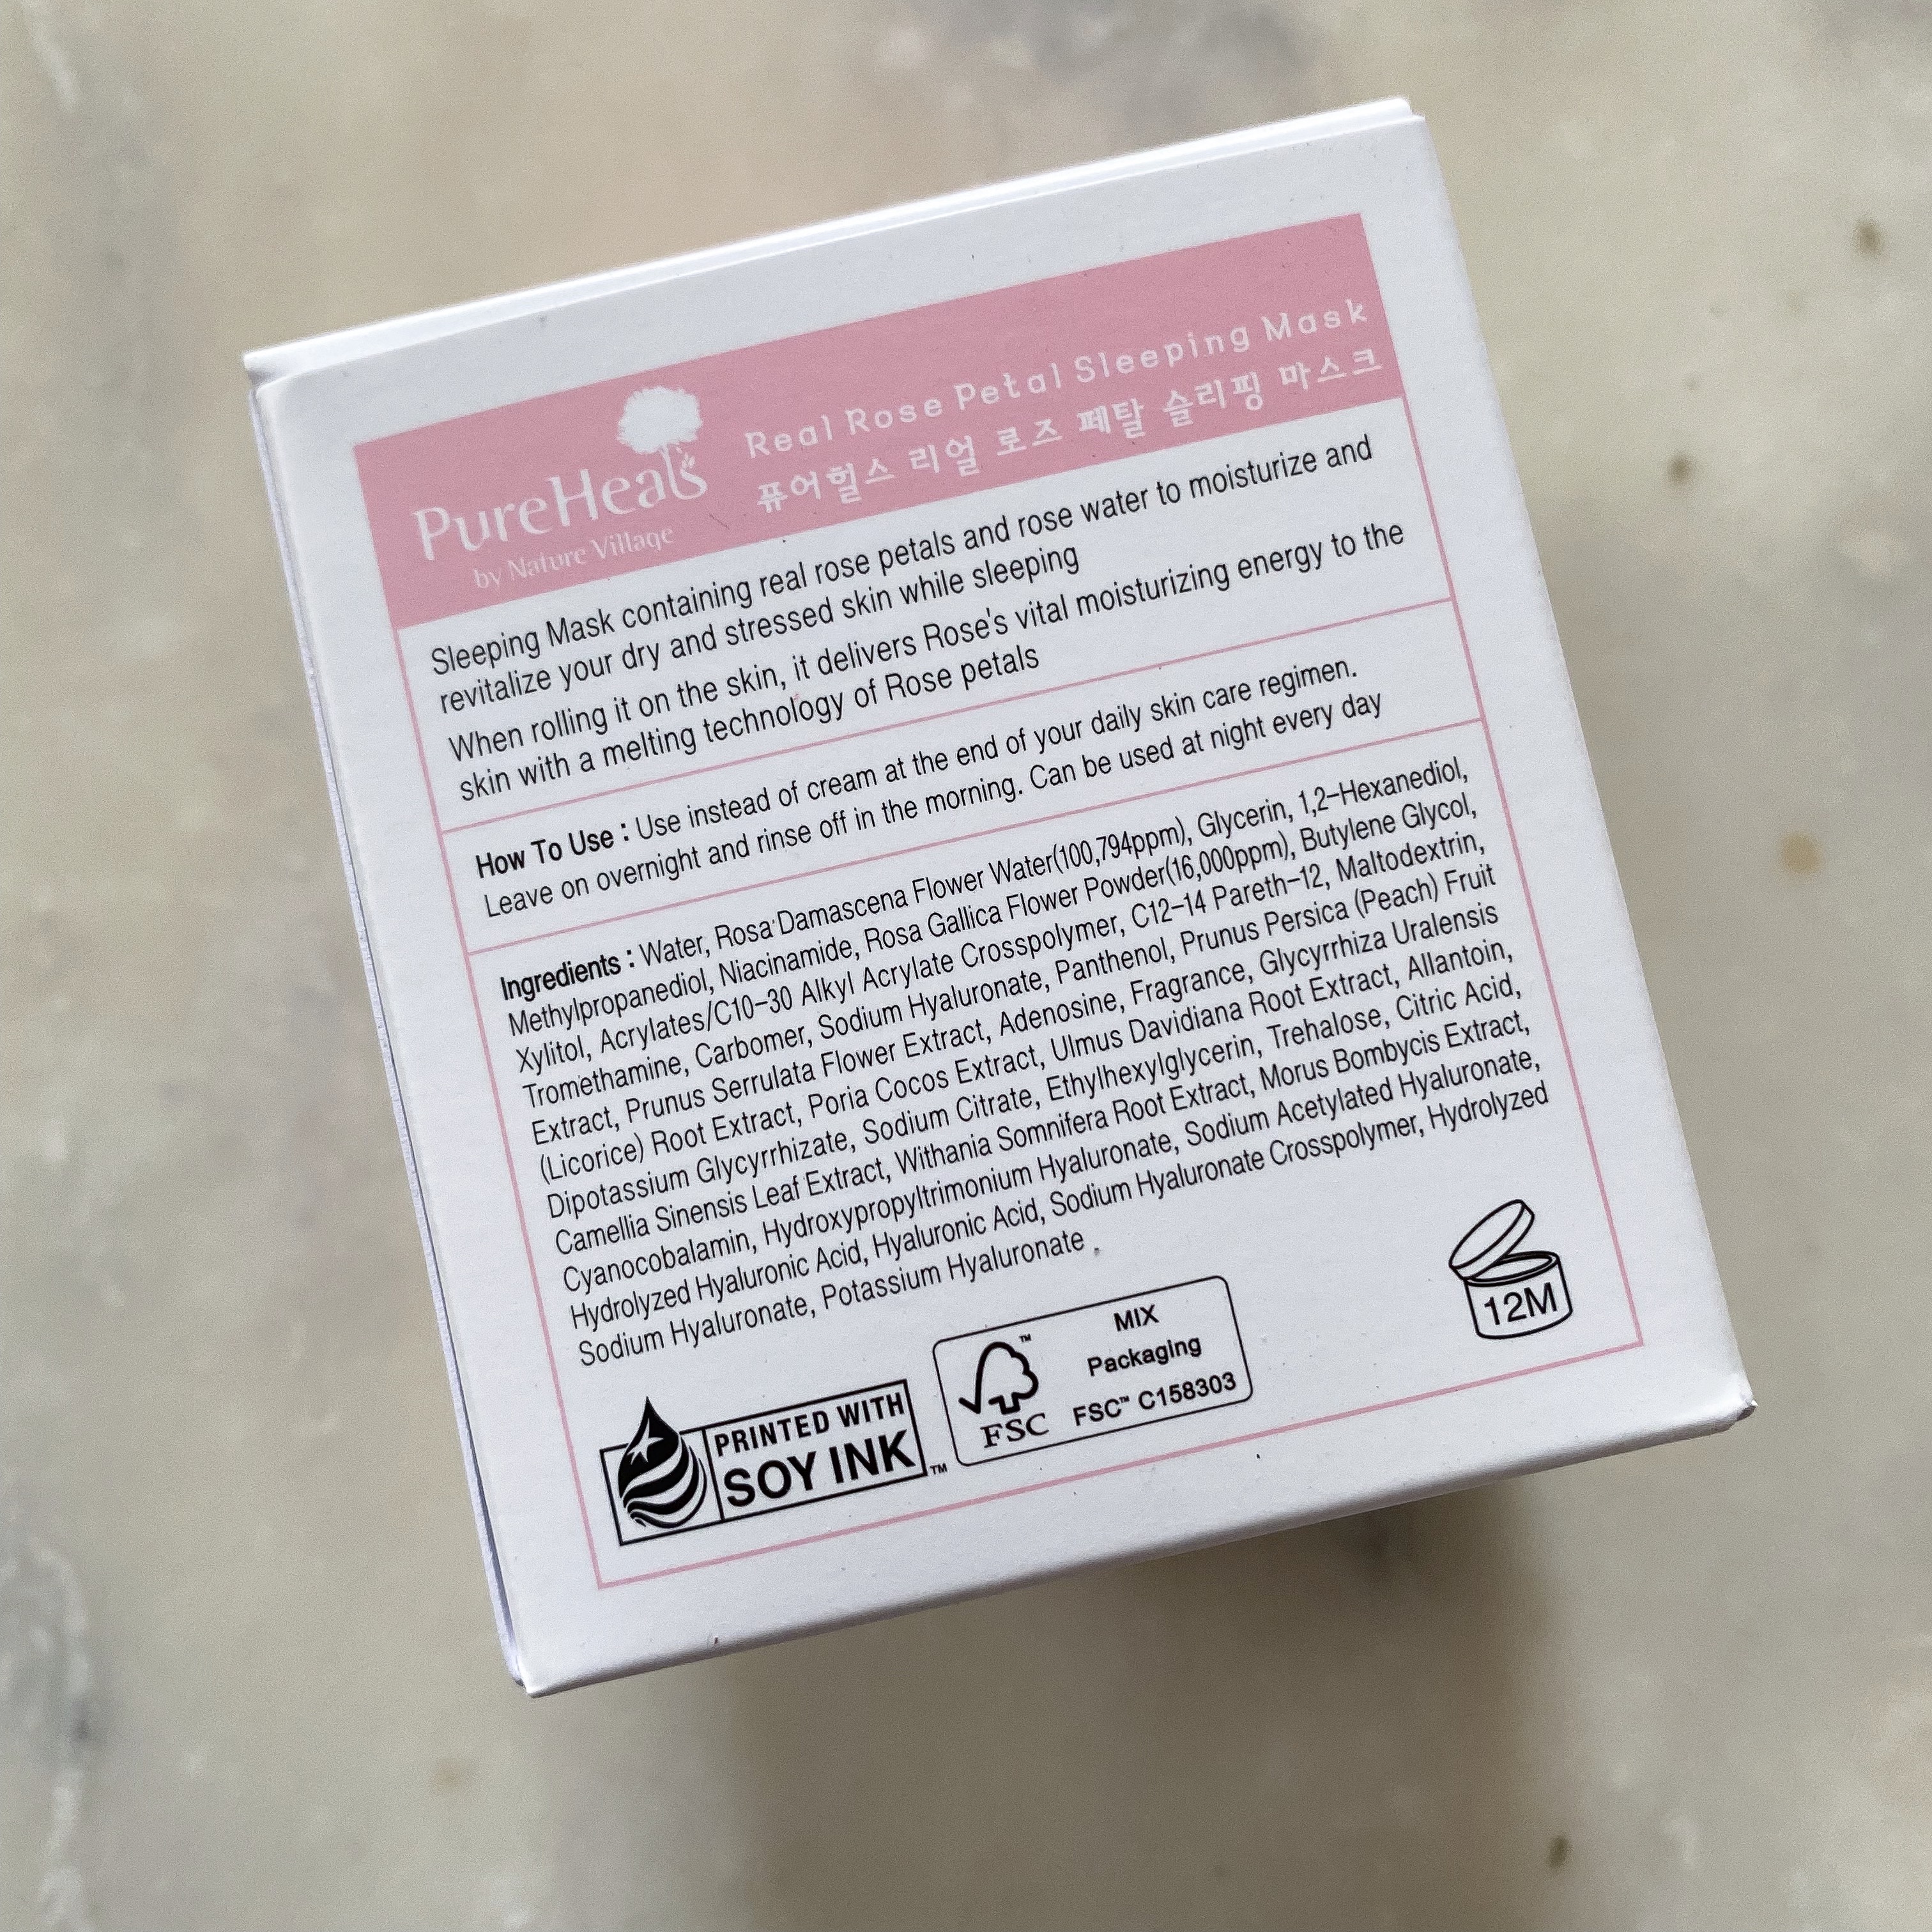 PureHeals
by Nature Village
Real Rose Petal Sleeping Mask
퓨어힐스 리얼 로즈 페탈 슬리핑 마스크
Sleeping Mask containing real rose petals and rose water to moisturize and
revitalize your dry and stressed skin while sleeping
When rolling it on the skin, it delivers Rose's vital moisturizing energy to the
skin with a melting technology of Rose petals
How To Use : Use instead of cream at the end of your daily skin care regimen.
Leave on overnight and rinse off in the morning. Can be used at night every day
Ingredients : Water, Rosa Damascena Flower Water(100,794ppm), Glycerin, 1,2-Hexanediol,
Methylpropanediol, Niacinamide, Rosa Gallica Flower Powder(16,000ppm), Butylene Glycol,
Xylitol, Acrylates/C10-30 Alkyl Acrylate Crosspolymer, C12-14 Pareth-12, Maltodextrin,
Tromethamine, Carbomer, Sodium Hyaluronate, Panthenol, Prunus Persica (Peach) Fruit
Extract, Prunus Serrulata Flower Extract, Adenosine, Fragrance, Glycyrrhiza Uralensis
(Licorice) Root Extract, Poria Cocos Extract, Ulmus Davidiana Root Extract, Allantoin,
Dipotassium Glycyrrhizate, Sodium Citrate, Ethylhexylglycerin, Trehalose, Citric Acid,
Camellia Sinensis Leaf Extract, Withania Somnifera Root Extract, Morus Bombycis Extract,
Cyanocobalamin, Hydroxypropyltrimonium Hyaluronate, Sodium Acetylated Hyaluronate,
Hydrolyzed Hyaluronic Acid, Hyaluronic Acid, Sodium Hyaluronate Crosspolymer, Hydrolyzed
Sodium Hyaluronate, Potassium Hyaluronate .
PRINTED WITH
SOY INK™
FSC™
MIX
Packaging
FSC™ C158303
12M